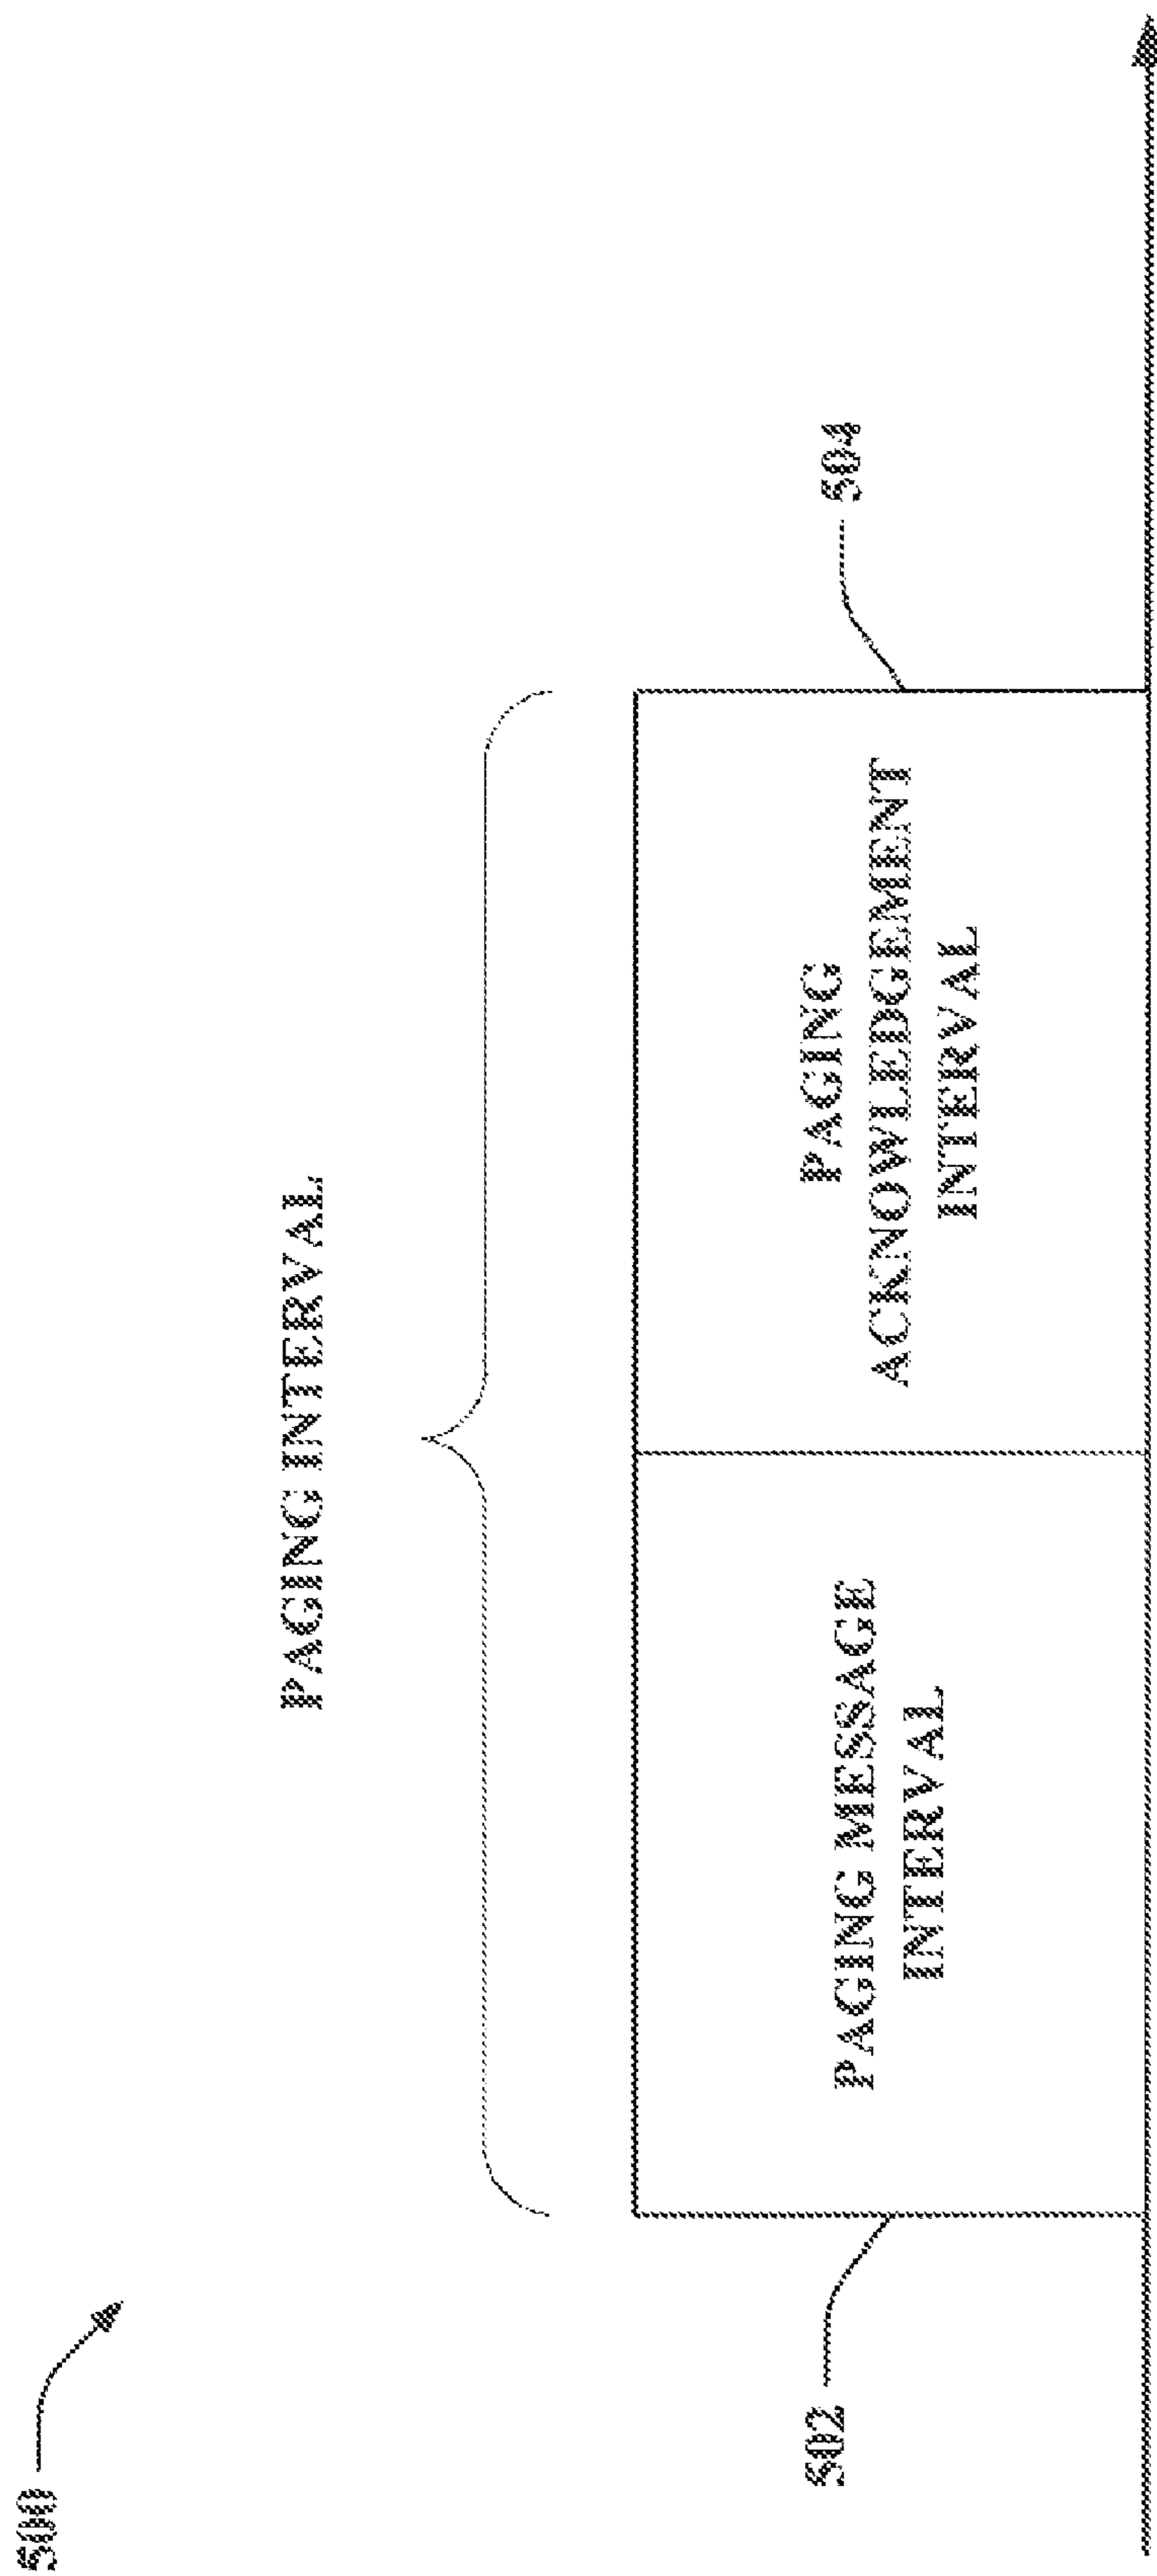 500
PAGING INTERVAL
502
PAGING MESSAGE
INTERVAL
PAGING
ACKNOWLEDGEMENT
INTERVAL
504